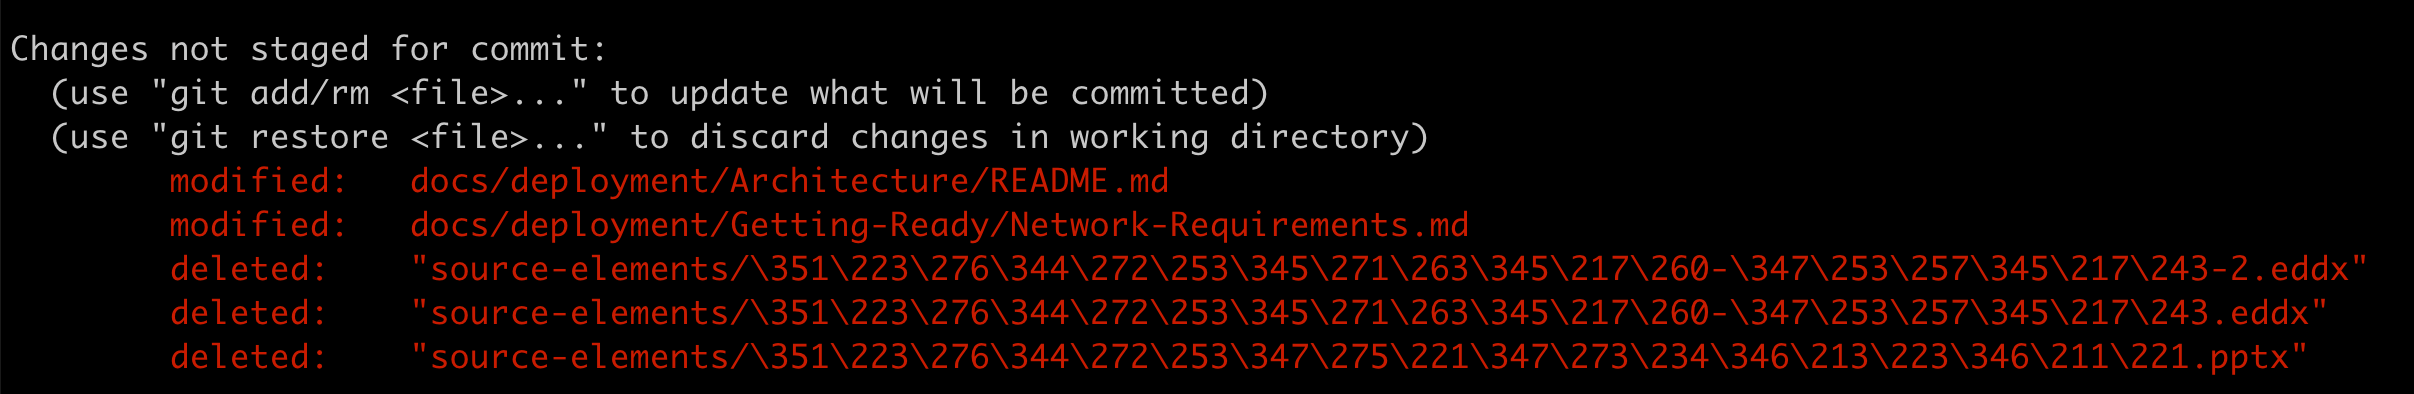 Changes not staged for commit:
(use "git add/rm <file>..." to update what will be committed)
(use "git restore <file>..." to discard changes in working directory)
modified: docs/deployment/Architecture/README.md
modified: docs/deployment/Getting-Ready/Network-Requirements.md
deleted: "source-elements/\351\223\276\344\272\253\345\271\263\345\217\260-\347\253\257\345\217\243-2.eddx"
deleted: "source-elements/\351\223\276\344\272\253\345\271\263\345\217\260-\347\253\257\345\217\243.eddx"
deleted: "source-elements/\351\223\276\344\272\253\347\275\221\347\273\234\346\213\223\346\211\221.pptx"